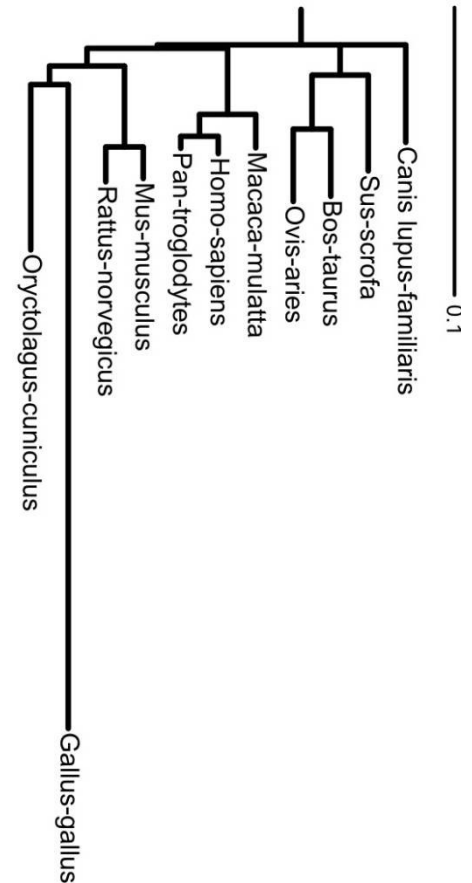 Canis lupus-familiaris
Sus-scrofa
Bos-taurus
Ovis-aries
Macaca-mulatta
Homo-sapiens
Pan-troglodytes
Mus-musculus
Rattus-norvegicus
Gallus-gallus
Oryctolagus-cuniculus
0.1